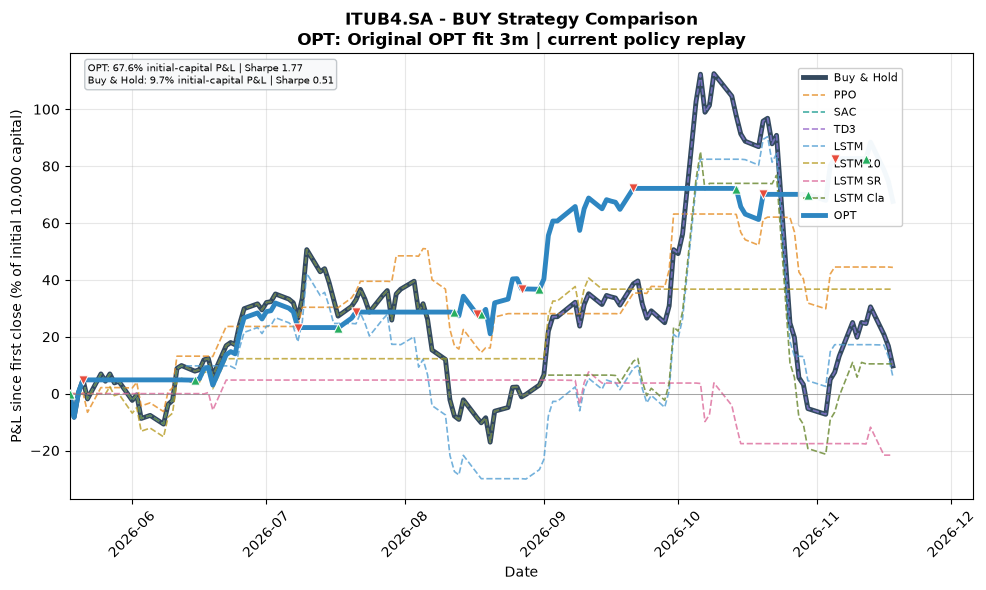 ITUB4.SA - BUY Strategy Comparison
OPT: Original OPT fit 3m | current policy replay
OPT: 67.6% initial-capital P&L | Sharpe 1.77
Buy & Hold: 9.7% initial-capital P&L | Sharpe 0.51
Buy & Hold
PPO
SAC
TD3
LSTM
LSTM 10
LSTM SR
LSTM Cla
OPT
P&L since first close (% of initial 10,000 capital)
100
80
60
40
20
0
−20
2026-06
2026-07
2026-08
2026-09
2026-10
2026-11
2026-12
Date